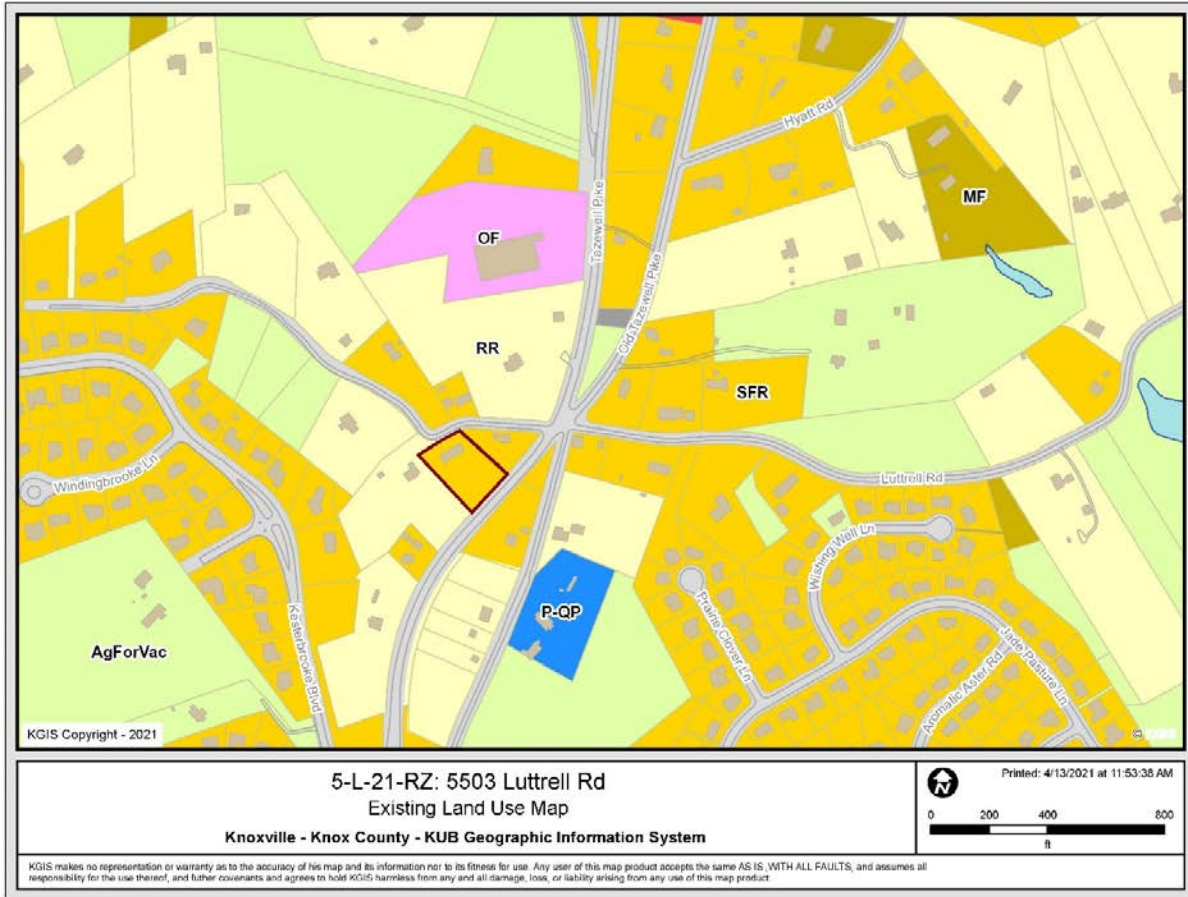 Hyatt Rd
MF
OF
Tazewell Pike
Old Tazewell Pike
RR
SFR
Windingbrooke Ln
Luttrell Rd
Wishing Well Ln
P-QP
Prairie Clover Ln
AgForVac
Kesterbrooke Blvd
Aromatic Aster Rd
Jade Pasture Ln
KGIS Copyright - 2021
5-L-21-RZ: 5503 Luttrell Rd
Existing Land Use Map
Knoxville - Knox County - KUB Geographic Information System
N
Printed: 4/13/2021 at 11:53:38 AM
0 200 400 800
ft
KGIS makes no representation or warranty as to the accuracy of his map and its information nor to its fitness for use. Any user of this map product accepts the same AS IS ,WITH ALL FAULTS, and assumes all
responsibility for the use thereof, and futher covenants and agrees to hold KGIS harmless from any and all damage, loss, or liability arising from any use of this map product.